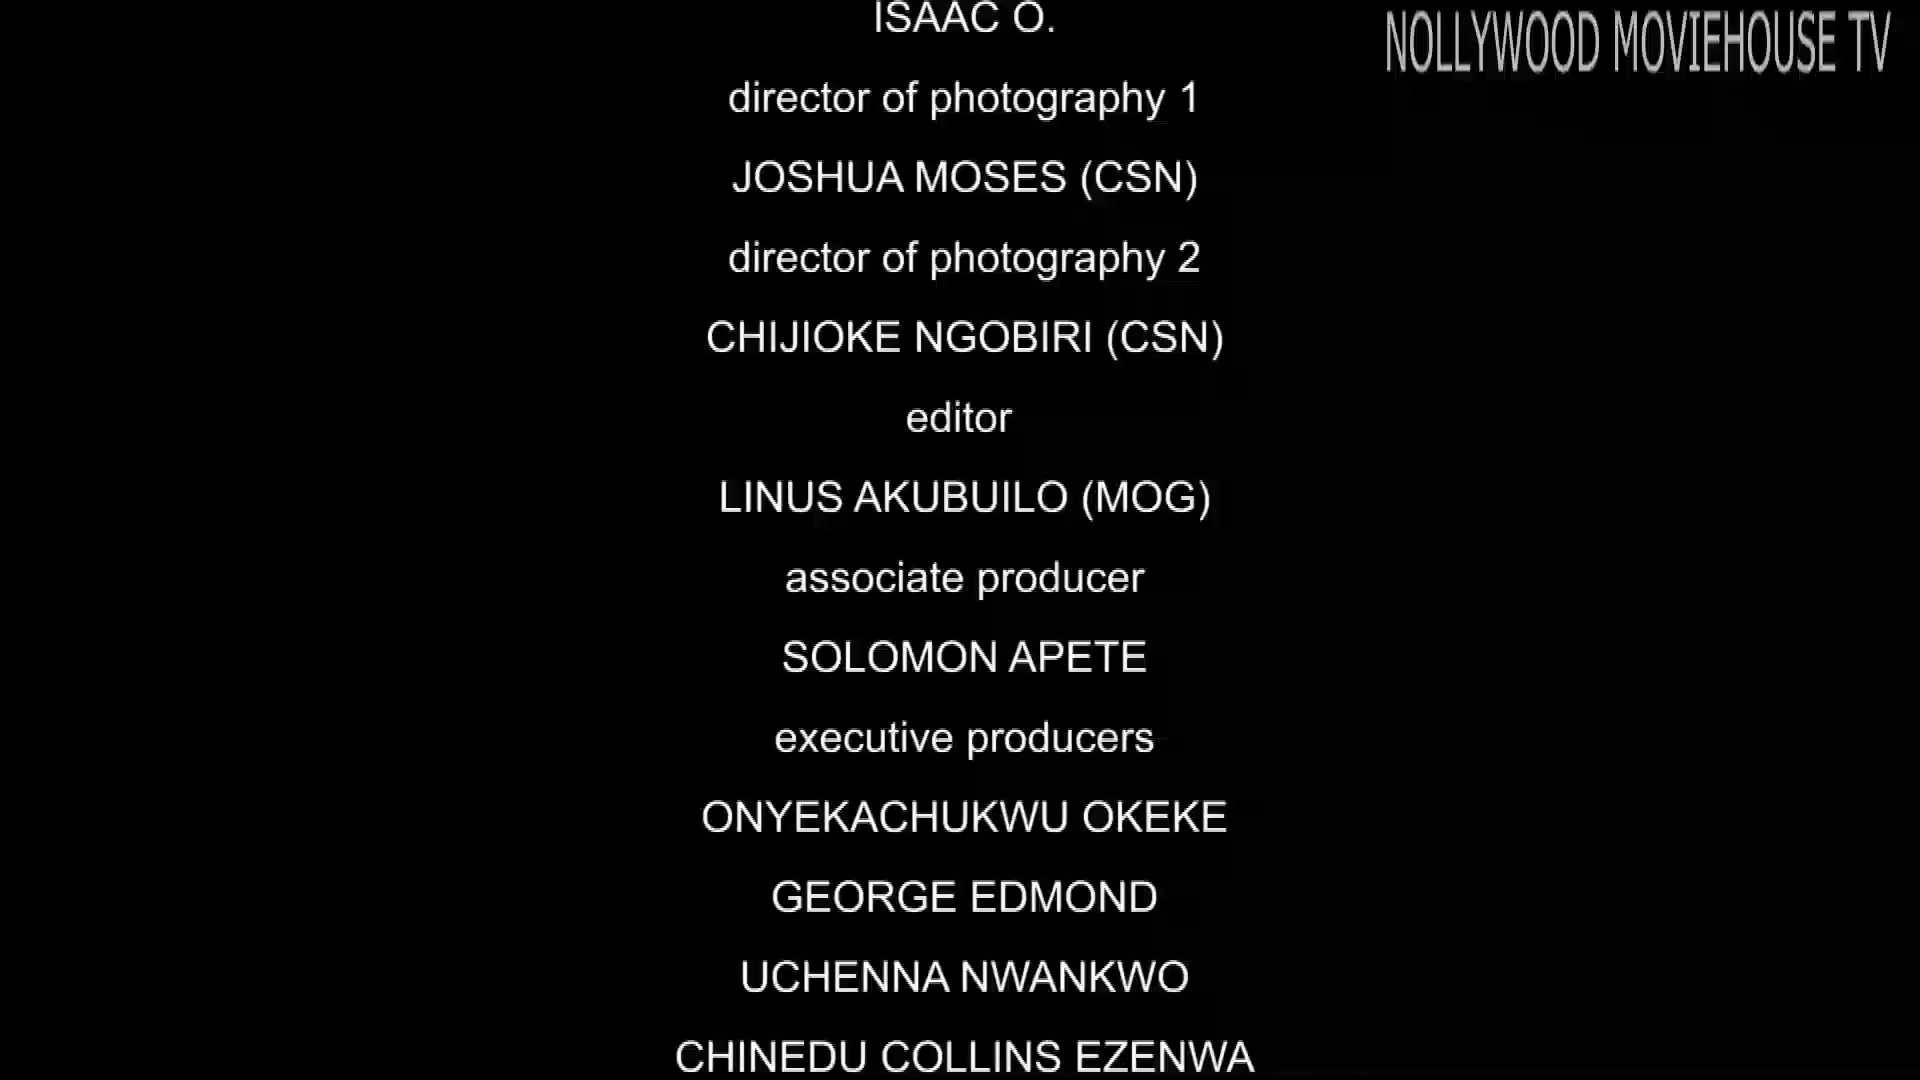 ISAAC O.
NOLLYWOOD MOVIEHOUSE TV
director of photography 1
JOSHUA MOSES (CSN)
director of photography 2
CHIJIOKE NGOBIRI (CSN)
editor
LINUS AKUBUILO (MOG)
associate producer
SOLOMON APETE
executive producers
ONYEKACHUKWU OKEKE
GEORGE EDMOND
UCHENNA NWANKWO
CHINEDU COLLINS EZENWA